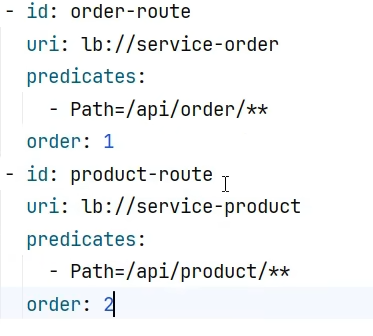 - id: order-route
  uri: lb://service-order
  predicates:
    - Path=/api/order/**
  order: 1
- id: product-route
  uri: lb://service-product
  predicates:
    - Path=/api/product/**
  order: 2